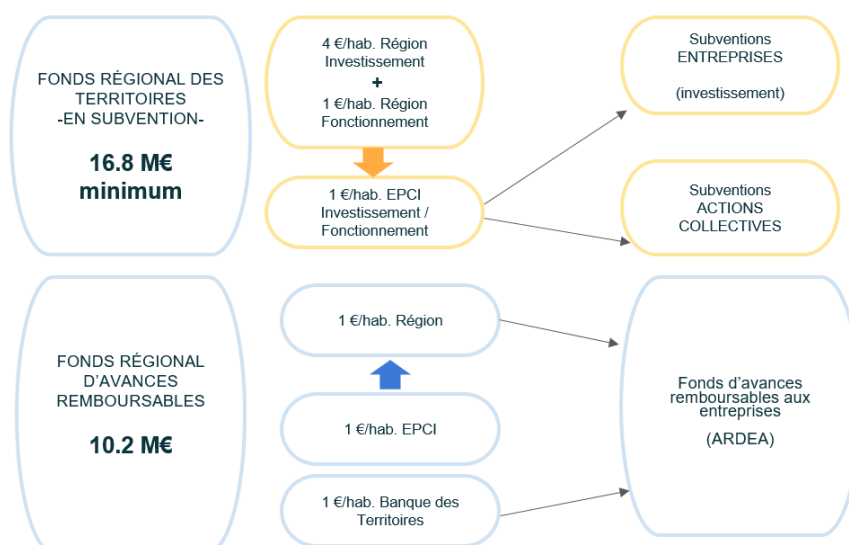 FONDS RÉGIONAL DES
TERRITOIRES
-EN SUBVENTION-
16.8 M€
minimum
4 €/hab. Région
Investissement
+
1 €/hab. Région
Fonctionnement
1 €/hab. EPCI
Investissement /
Fonctionnement
Subventions
ENTREPRISES
(investissement)
Subventions
ACTIONS
COLLECTIVES
FONDS RÉGIONAL
D'AVANCES
REMBOURSABLES
10.2 M€
1 €/hab. Région
1 €/hab. EPCI
1 €/hab. Banque des
Territoires
Fonds d'avances
remboursables aux
entreprises
(ARDEA)